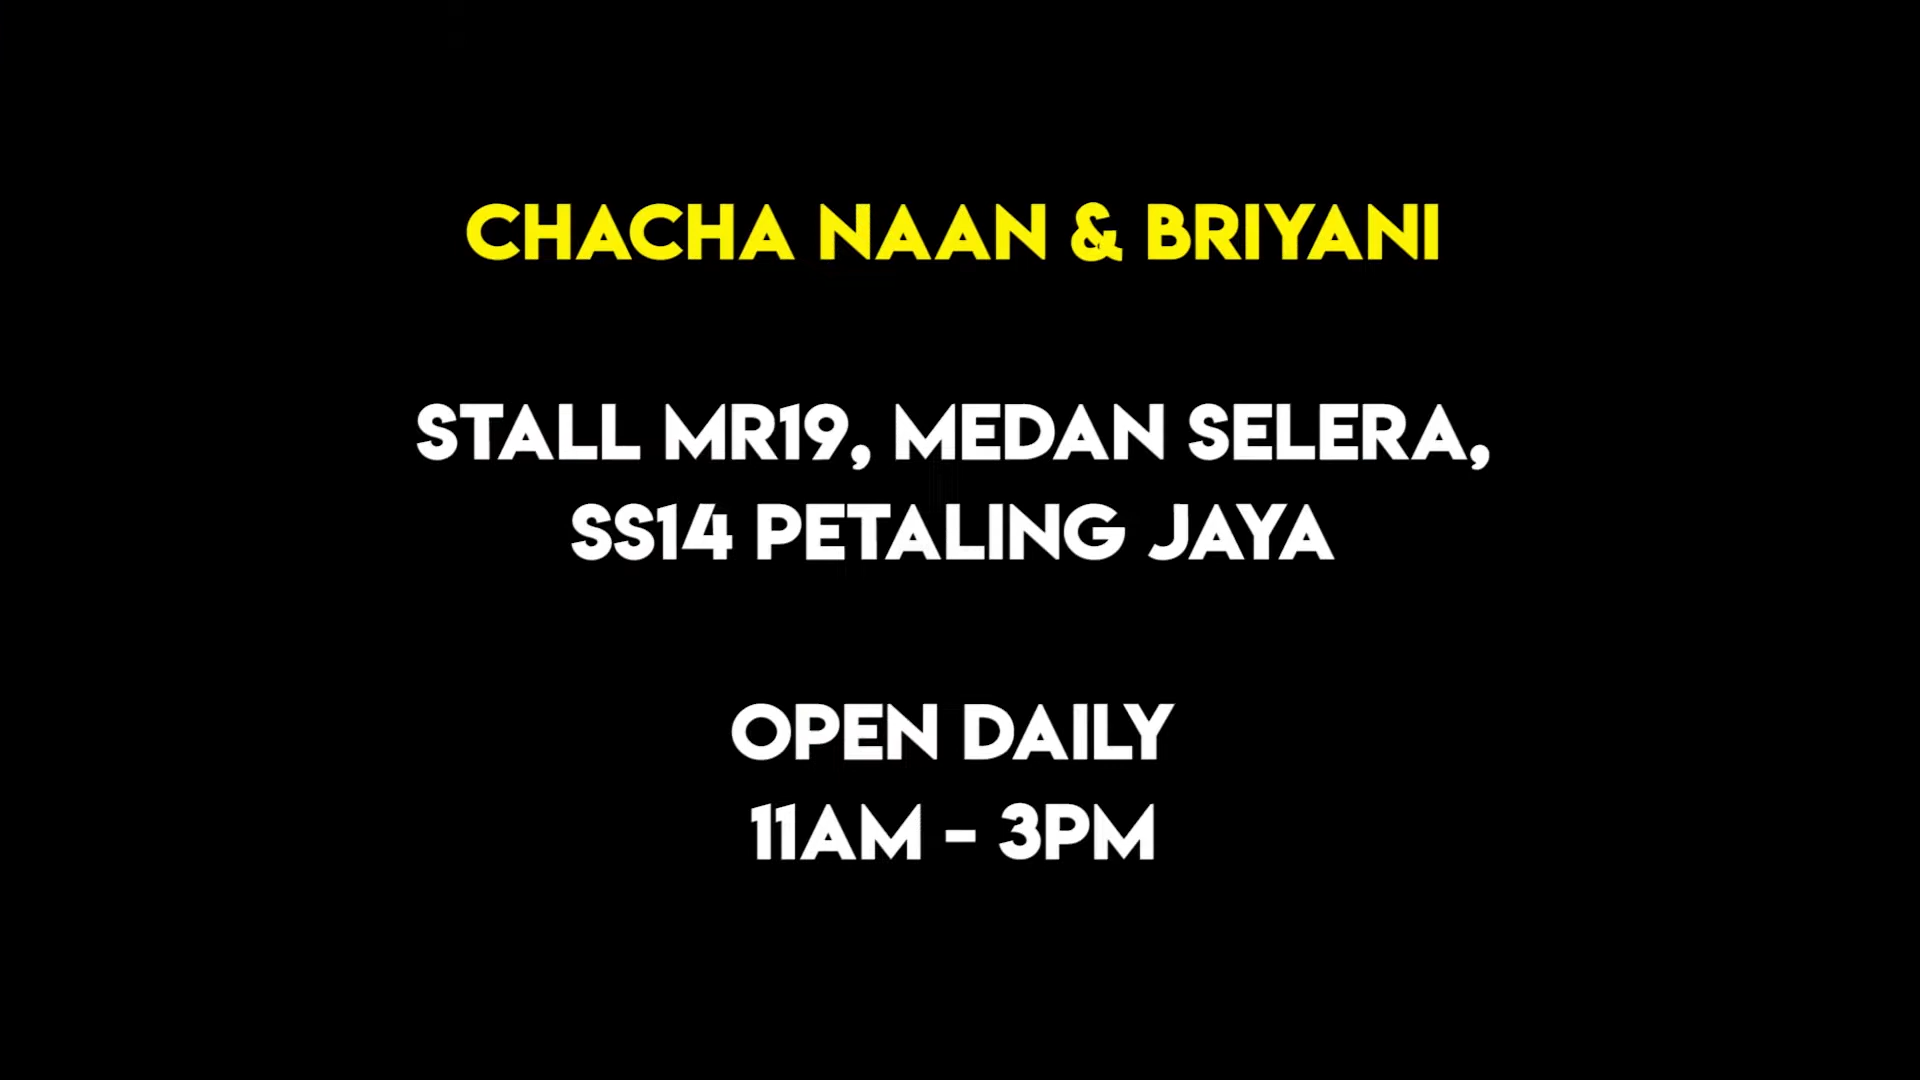 CHACHA NAAN & BRIYANI
STALL MR19, MEDAN SELERA,
SS14 PETALING JAYA
OPEN DAILY
11AM - 3PM